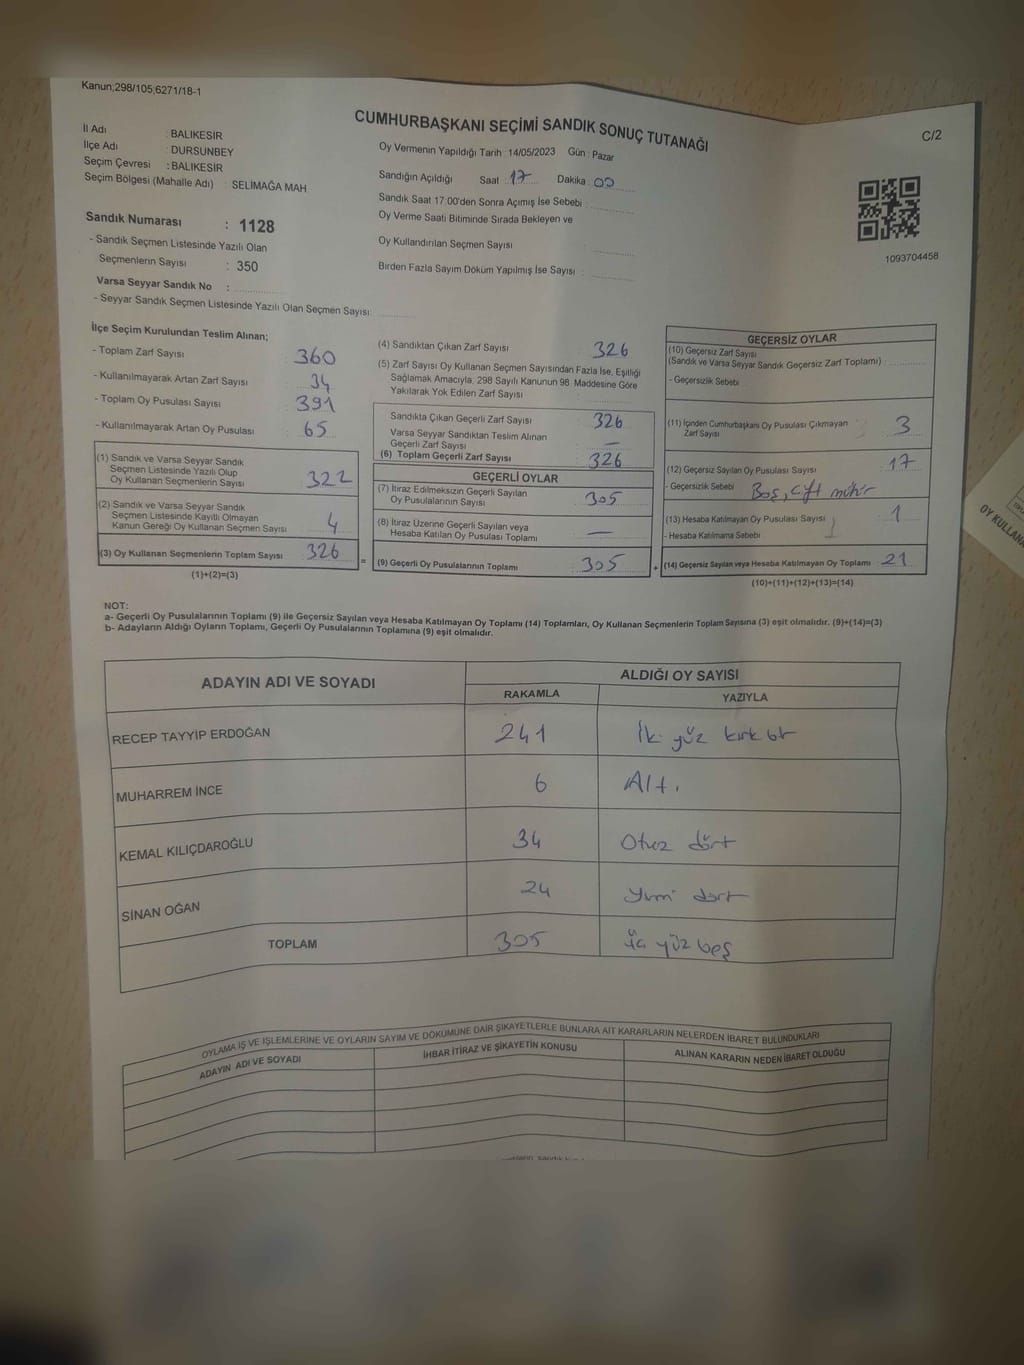 Kanun;298/105;6271/18-1
CUMHURBAŞKANI SEÇİMİ SANDIK SONUÇ TUTANAĞI
C/2
İl Adı : BALIKESİR
İlçe Adı : DURSUNBEY
Seçim Çevresi : BALIKESİR
Seçim Bölgesi (Mahalle Adı) : SELİMAĞA MAH.
Oy Vermenin Yapıldığı Tarih : 14/05/2023 Gün : Pazar
Sandığın Açıldığı Saat : 17 Dakika : 00
Sandık Saat 17:00'den Sonra Açımış İse Sebebi :
Oy Verme Saati Bitiminde Sırada Bekleyen ve
Oy Kullandırılan Seçmen Sayısı :
Birden Fazla Sayım Döküm Yapılmış İse Sayısı :
1093704458
Sandık Numarası : 1128
- Sandık Seçmen Listesinde Yazılı Olan
Seçmenlerin Sayısı : 350
Varsa Seyyar Sandık No :
- Seyyar Sandık Seçmen Listesinde Yazılı Olan Seçmen Sayısı:
İlçe Seçim Kurulundan Teslim Alınan;
- Toplam Zarf Sayısı : 360
- Kullanılmayarak Artan Zarf Sayısı : 34
- Toplam Oy Pusulası Sayısı : 391
- Kullanılmayarak Artan Oy Pusulası : 65
(1) Sandık ve Varsa Seyyar Sandık
Seçmen Listesinde Yazılı Olup
Oy Kullanan Seçmenlerin Sayısı : 322
(2) Sandık ve Varsa Seyyar Sandık
Seçmen Listesinde Kayıtlı Olmayan
Kanun Gereği Oy Kullanan Seçmen Sayısı : 4
(3) Oy Kullanan Seçmenlerin Toplam Sayısı : 326
(1)+(2)=(3)
(4) Sandıktan Çıkan Zarf Sayısı : 326
(5) Zarf Sayısı Oy Kullanan Seçmen Sayısından Fazla İse, Eşitliği
Sağlamak Amacıyla, 298 Sayılı Kanunun 98. Maddesine Göre
Yakılarak Yok Edilen Zarf Sayısı :
Sandıkta Çıkan Geçerli Zarf Sayısı : 326
Varsa Seyyar Sandıktan Teslim Alınan
Geçerli Zarf Sayısı : —
(6) Toplam Geçerli Zarf Sayısı : 326
GEÇERLİ OYLAR
(7) İtiraz Edilmeksizin Geçerli Sayılan
Oy Pusulalarının Sayısı : 305
(8) İtiraz Üzerine Geçerli Sayılan veya
Hesaba Katılan Oy Pusulası Toplamı : —
= (9) Geçerli Oy Pusulalarının Toplamı : 305 +
GEÇERSİZ OYLAR
(10) Geçersiz Zarf Sayısı
(Sandık ve Varsa Seyyar Sandık Geçersiz Zarf Toplamı) :
- Geçersizlik Sebebi
(11) İçinden Cumhurbaşkanı Oy Pusulası Çıkmayan
Zarf Sayısı : 3
(12) Geçersiz Sayılan Oy Pusulası Sayısı : 17
- Geçersizlik Sebebi Boş, çift mühür
(13) Hesaba Katılmayan Oy Pusulası Sayısı : 1
- Hesaba Katılmama Sebebi
(14) Geçersiz Sayılan veya Hesaba Katılmayan Oy Toplamı : 21
(10)+(11)+(12)+(13)=(14)
NOT:
a- Geçerli Oy Pusulalarının Toplamı (9) ile Geçersiz Sayılan veya Hesaba Katılmayan Oy Toplamı (14) Toplamları, Oy Kullanan Seçmenlerin Toplam Sayısına (3) eşit olmalıdır. (9)+(14)=(3)
b- Adayların Aldığı Oyların Toplamı, Geçerli Oy Pusulalarının Toplamına (9) eşit olmalıdır.
ADAYIN ADI VE SOYADI
ALDIĞI OY SAYISI
RAKAMLA YAZIYLA
RECEP TAYYİP ERDOĞAN 241 İki yüz kırk bir
MUHARREM İNCE 6 Altı
KEMAL KILIÇDAROĞLU 34 Otuz dört
SİNAN OĞAN 24 Yirmi dört
TOPLAM 305 Üç yüz beş
OYLAMA İŞ VE İŞLEMLERİNE VE OYLARIN SAYIM VE DÖKÜMÜNE DAİR ŞİKAYETLERLE BUNLARA AİT KARARLARIN NELERDEN İBARET BULUNDUKLARI
ADAYIN ADI VE SOYADI
İHBAR İTİRAZ VE ŞİKAYETİN KONUSU
ALINAN KARARIN NEDEN İBARET OLDUĞU